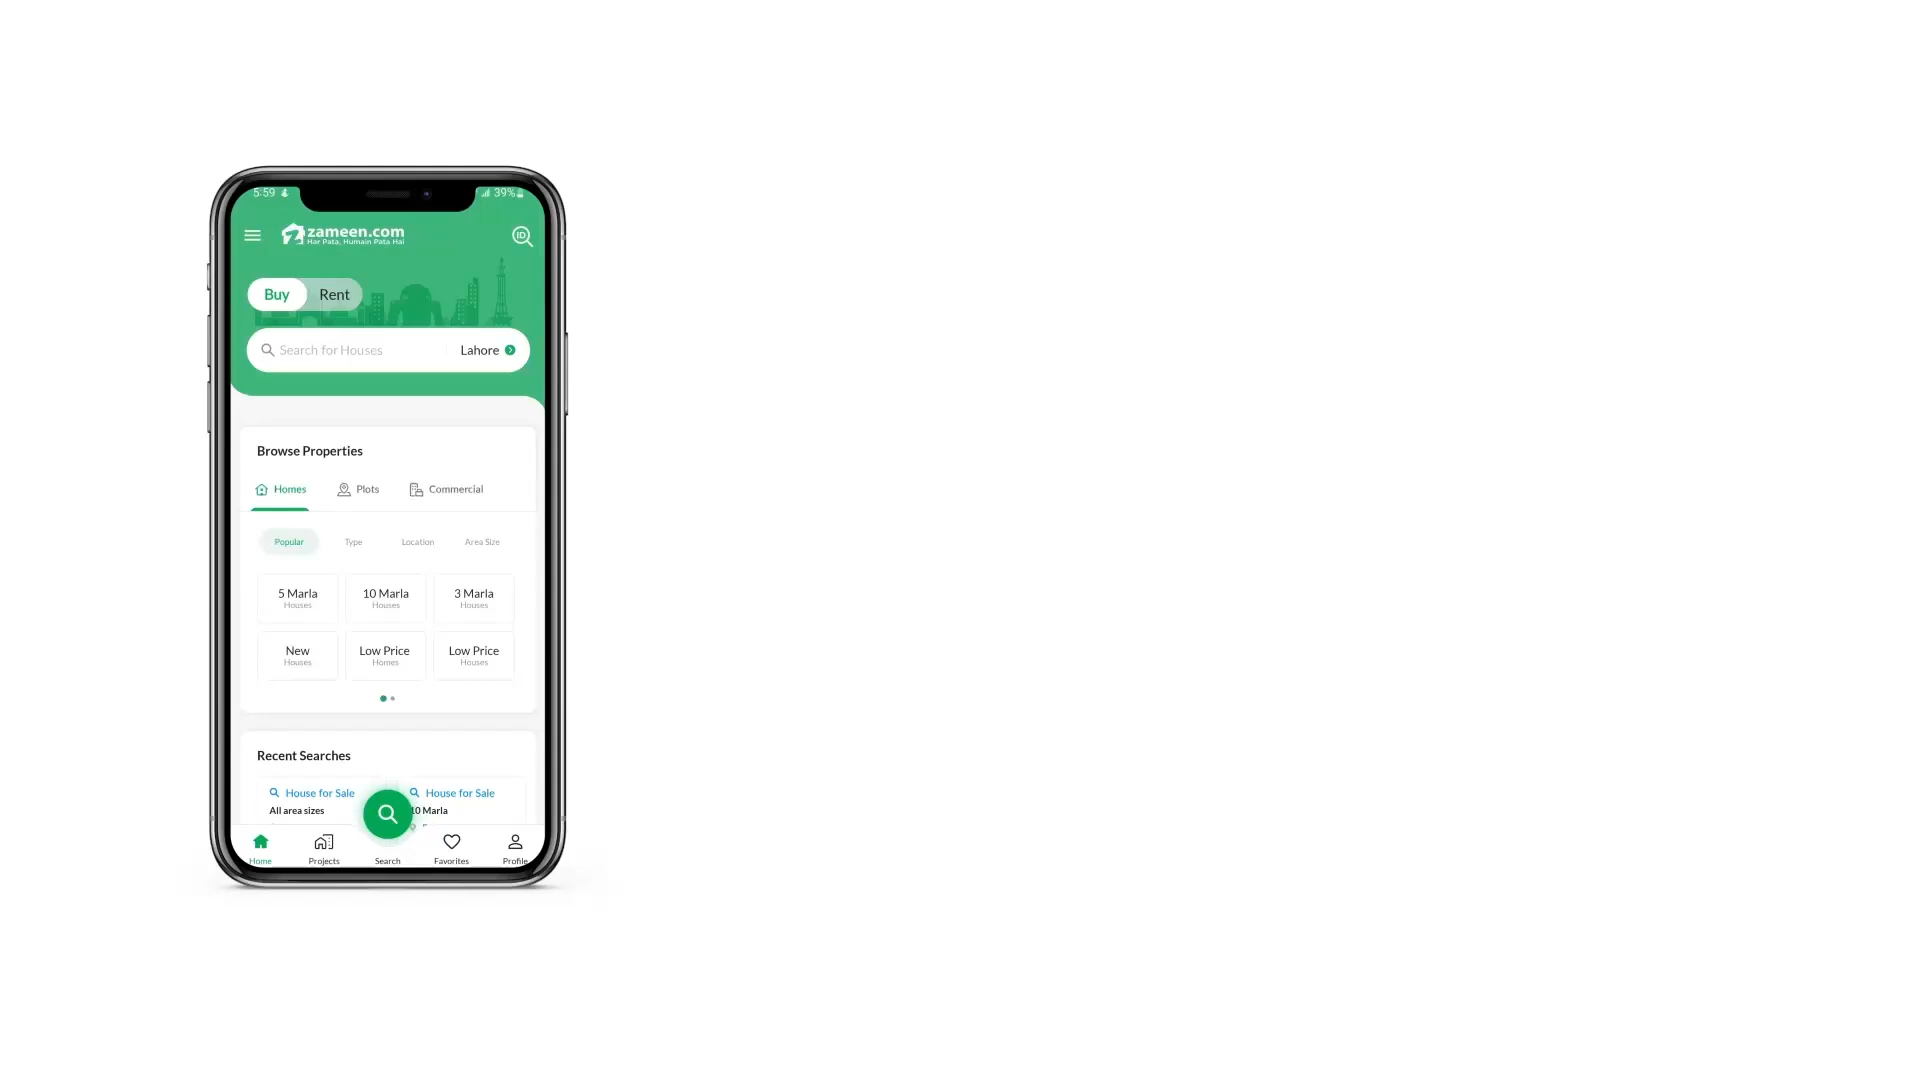 5:59
39%
zameen.com
Har Pata, Humain Pata Hai
ID
Buy Rent
Search for Houses Lahore
Browse Properties
Homes Plots Commercial
Popular Type Location Area Size
5 Marla 10 Marla 3 Marla
Houses Houses Houses
New Low Price Low Price
Houses Homes Houses
Recent Searches
House for Sale House for Sale
All area sizes 10 Marla
Home Projects Search Favorites Profile